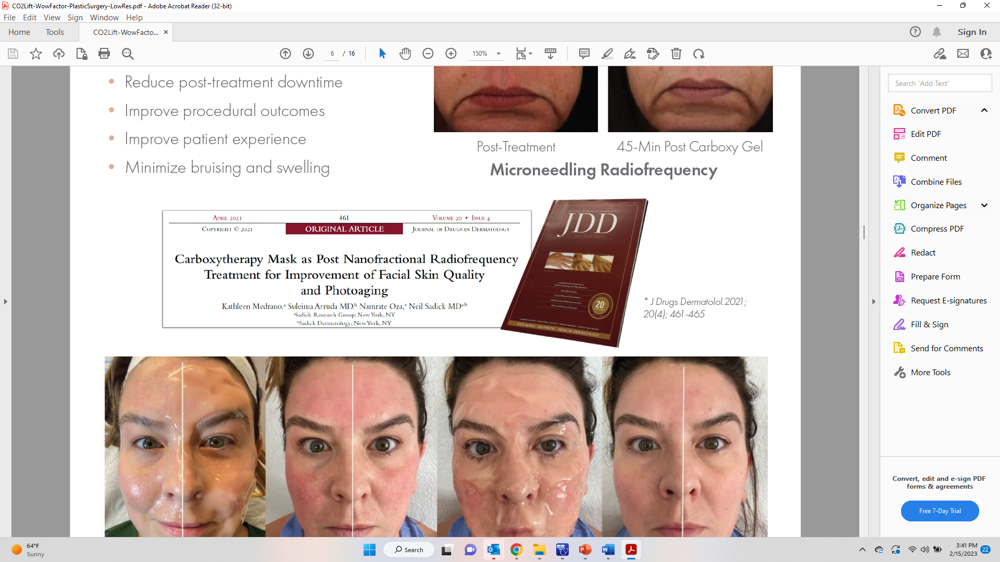 CO2Lift-WowFactor-PlasticSurgery-LowRes.pdf - Adobe Acrobat Reader (32-bit)
File Edit View Sign Window Help
Home Tools CO2Lift-WowFacto... ×
Sign In
6 / 16
150%
Reduce post-treatment downtime
Improve procedural outcomes
Improve patient experience
Minimize bruising and swelling
Post-Treatment
45-Min Post Carboxy Gel
Microneedling Radiofrequency
April 2021 461 Volume 20 • Issue 4
Copyright © 2021 ORIGINAL ARTICLE Journal of Drugs in Dermatology
Carboxytherapy Mask as Post Nanofractional Radiofrequency
Treatment for Improvement of Facial Skin Quality
and Photoaging
Kathleen Medrano,ᵃ Suleima Arruda MD,ᵇ Namrate Oza,ᵃ Neil Sadick MDᵃ,ᵇ
ᵃSadick Research Group; New York, NY
ᵇSadick Dermatology; New York, NY
JDD
20
ANTI-AGING · AESTHETIC · MEDICAL DERMATOLOGY
* J Drugs Dermatolol.2021;
20(4); 461-465
Search 'Add Text'
Convert PDF
Edit PDF
Comment
Combine Files
Organize Pages
Compress PDF
Redact
Prepare Form
Request E-signatures
Fill & Sign
Send for Comments
More Tools
Convert, edit and e-sign PDF
forms & agreements
Free 7-Day Trial
64°F
Sunny
Search
3:41 PM
2/15/2023
22